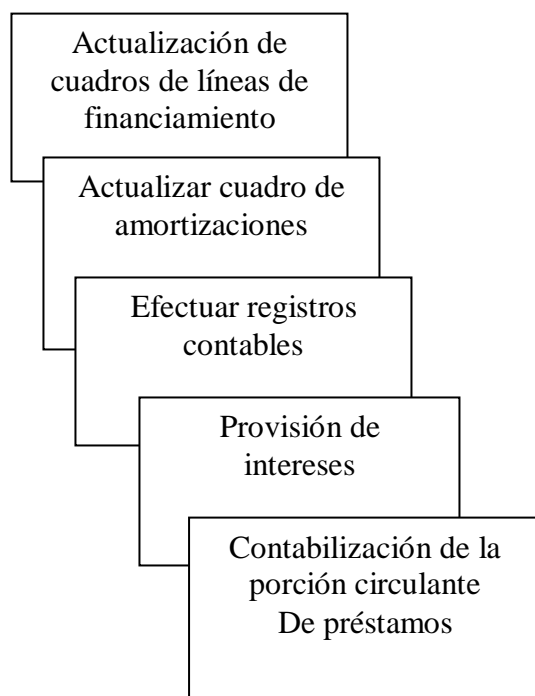 Actualización de
cuadros de líneas de
financiamiento
Actualizar cuadro de
amortizaciones
Efectuar registros
contables
Provisión de
intereses
Contabilización de la
porción circulante
De préstamos